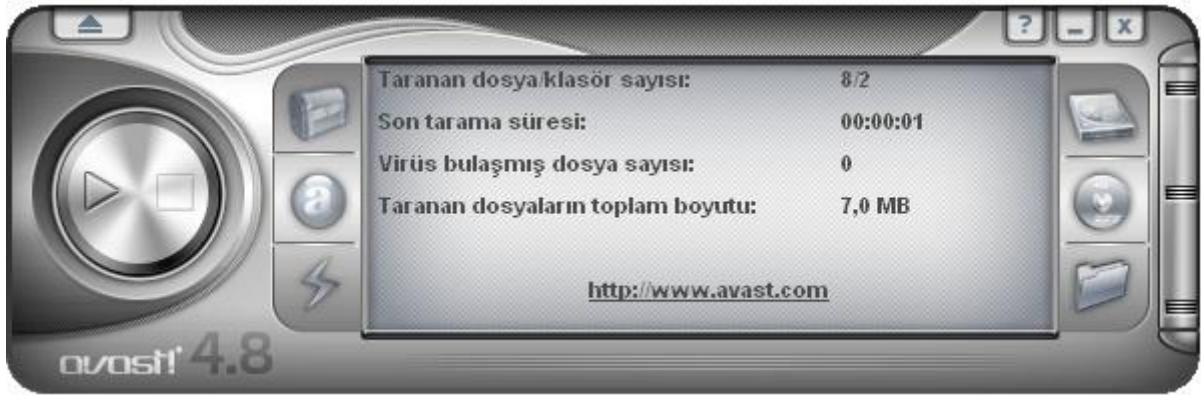 ? _ x
Taranan dosya/klasör sayısı: 8/2
Son tarama süresi: 00:00:01
Virüs bulaşmış dosya sayısı: 0
Taranan dosyaların toplam boyutu: 7,0 MB
http://www.avast.com
avast! 4.8